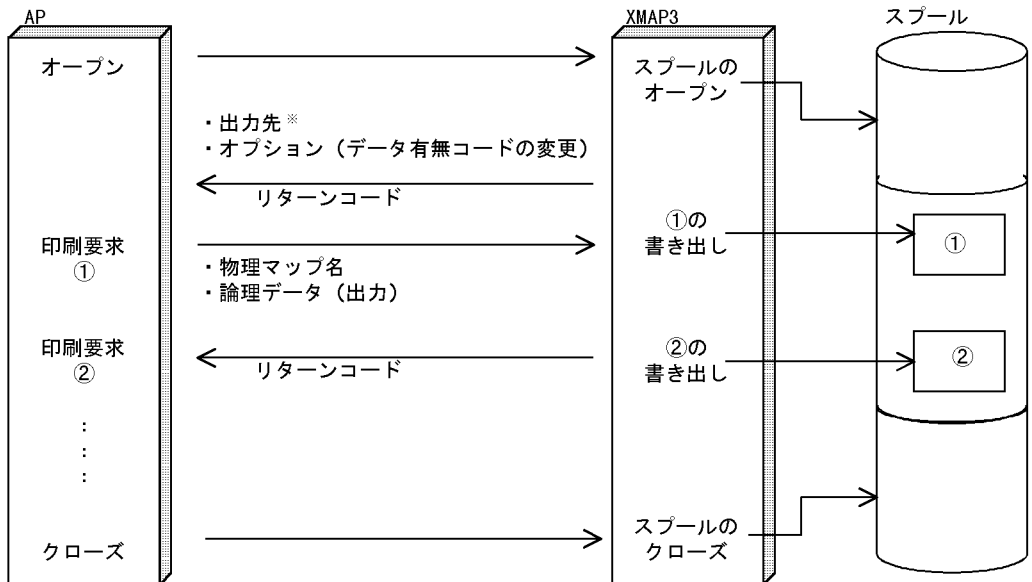 AP
XMAP3
スプール
オープン
スプールの
オープン
・出力先※
・オプション（データ有無コードの変更）
リターンコード
印刷要求
①
・物理マップ名
・論理データ（出力）
①の
書き出し
①
印刷要求
②
リターンコード
②の
書き出し
②
：
：
：
クローズ
スプールの
クローズ